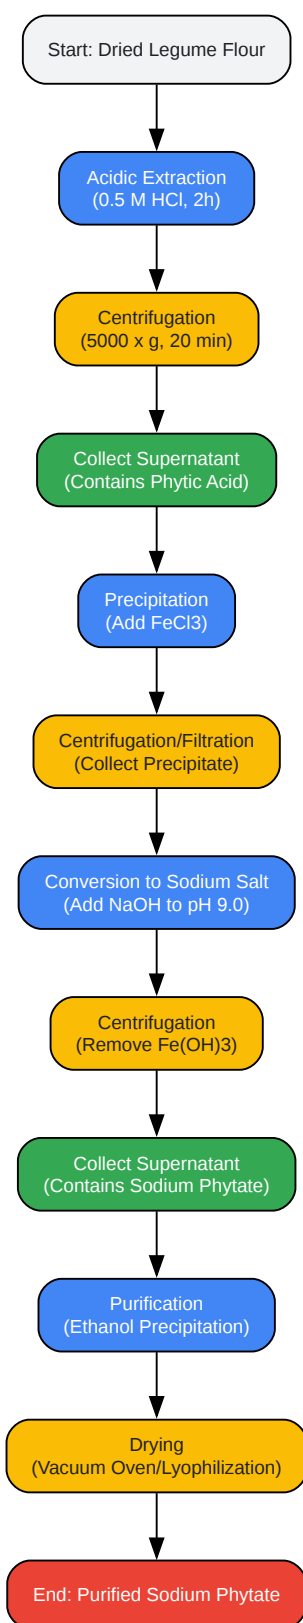 Start: Dried Legume Flour
Acidic Extraction
(0.5 M HCl, 2h)
Centrifugation
(5000 x g, 20 min)
Collect Supernatant
(Contains Phytic Acid)
Precipitation
(Add FeCl3)
Centrifugation/Filtration
(Collect Precipitate)
Conversion to Sodium Salt
(Add NaOH to pH 9.0)
Centrifugation
(Remove Fe(OH)3)
Collect Supernatant
(Contains Sodium Phytate)
Purification
(Ethanol Precipitation)
Drying
(Vacuum Oven/Lyophilization)
End: Purified Sodium Phytate